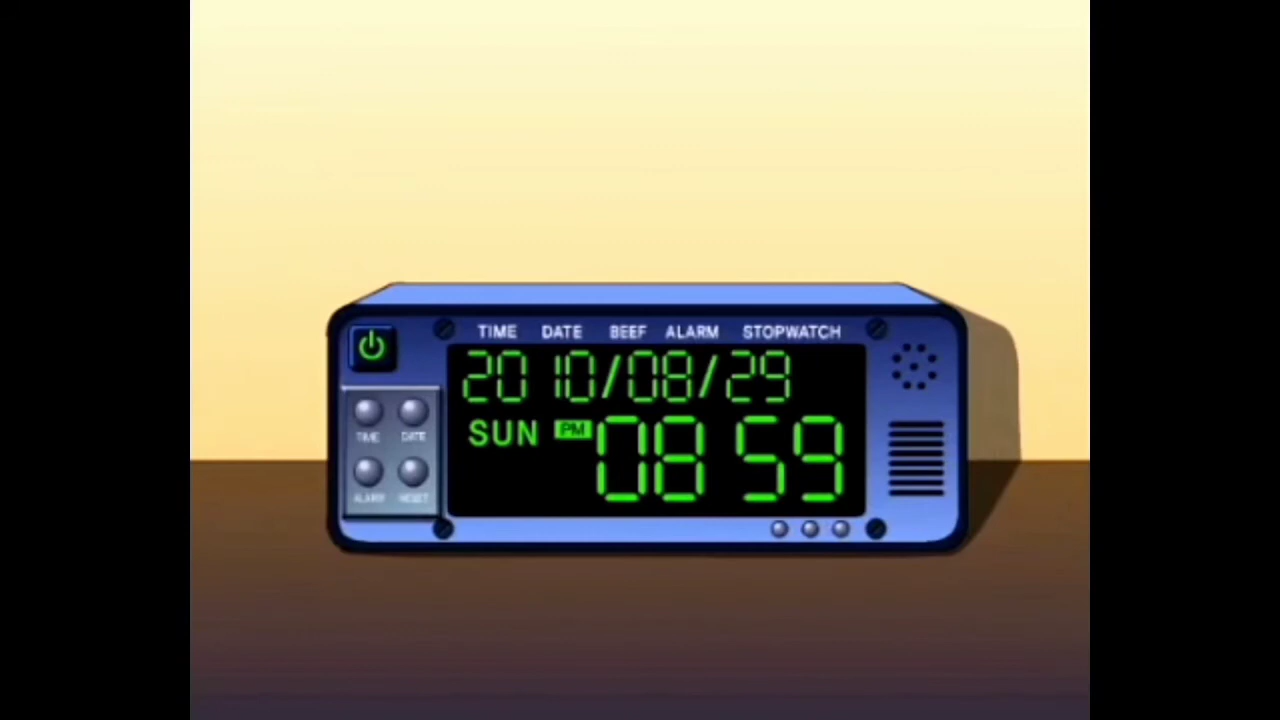 TIME DATE BEEF ALARM STOPWATCH
2010/08/29
SUN PM 08 59
TIME DATE
ALARM RESET